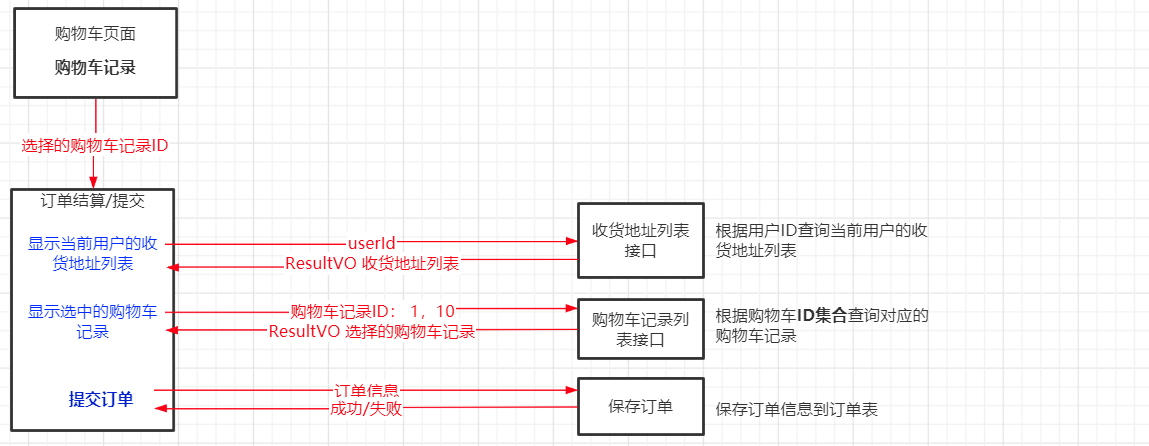 购物车页面
购物车记录
选择的购物车记录ID
订单结算/提交
显示当前用户的收
货地址列表
userId
ResultVO 收货地址列表
收货地址列表
接口
根据用户ID查询当前用户的收
货地址列表
显示选中的购物车
记录
购物车记录ID： 1，10
ResultVO 选择的购物车记录
购物车记录列
表接口
根据购物车ID集合查询对应的
购物车记录
提交订单
订单信息
成功/失败
保存订单
保存订单信息到订单表